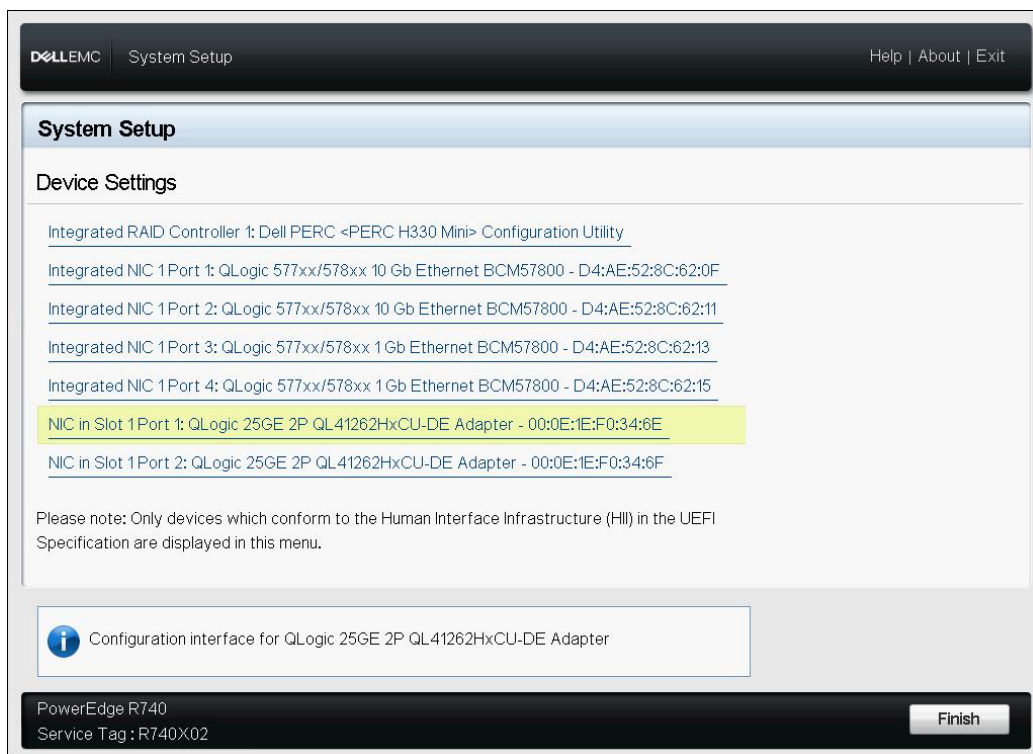 DELLEMC System Setup Help | About | Exit
System Setup
Device Settings
Integrated RAID Controller 1: Dell PERC <PERC H330 Mini> Configuration Utility
Integrated NIC 1 Port 1: QLogic 577xx/578xx 10 Gb Ethernet BCM57800 - D4:AE:52:8C:62:0F
Integrated NIC 1 Port 2: QLogic 577xx/578xx 10 Gb Ethernet BCM57800 - D4:AE:52:8C:62:11
Integrated NIC 1 Port 3: QLogic 577xx/578xx 1 Gb Ethernet BCM57800 - D4:AE:52:8C:62:13
Integrated NIC 1 Port 4: QLogic 577xx/578xx 1 Gb Ethernet BCM57800 - D4:AE:52:8C:62:15
NIC in Slot 1 Port 1: QLogic 25GE 2P QL41262HxCU-DE Adapter - 00:0E:1E:F0:34:6E
NIC in Slot 1 Port 2: QLogic 25GE 2P QL41262HxCU-DE Adapter - 00:0E:1E:F0:34:6F
Please note: Only devices which conform to the Human Interface Infrastructure (HII) in the UEFI
Specification are displayed in this menu.
Configuration interface for QLogic 25GE 2P QL41262HxCU-DE Adapter
PowerEdge R740
Service Tag : R740X02
Finish